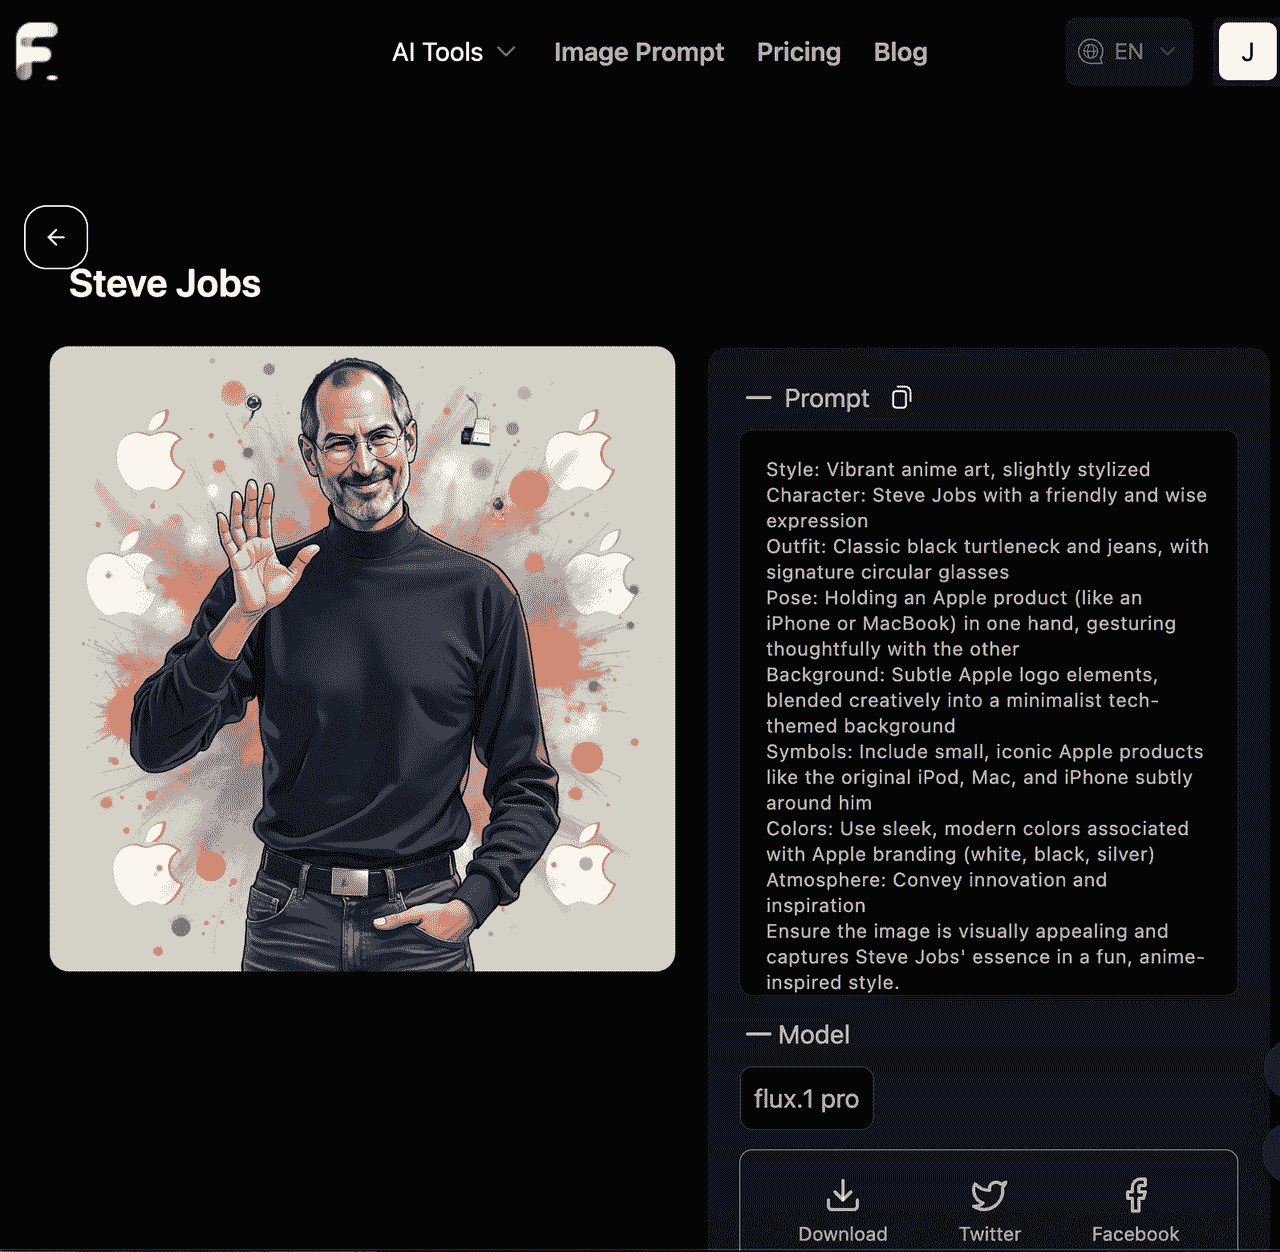 F.
AI Tools
Image Prompt
Pricing
Blog
EN
J
Steve Jobs
Prompt
Style: Vibrant anime art, slightly stylized
Character: Steve Jobs with a friendly and wise
expression
Outfit: Classic black turtleneck and jeans, with
signature circular glasses
Pose: Holding an Apple product (like an
iPhone or MacBook) in one hand, gesturing
thoughtfully with the other
Background: Subtle Apple logo elements,
blended creatively into a minimalist tech-
themed background
Symbols: Include small, iconic Apple products
like the original iPod, Mac, and iPhone subtly
around him
Colors: Use sleek, modern colors associated
with Apple branding (white, black, silver)
Atmosphere: Convey innovation and
inspiration
Ensure the image is visually appealing and
captures Steve Jobs' essence in a fun, anime-
inspired style.
Model
flux.1 pro
Download
Twitter
Facebook